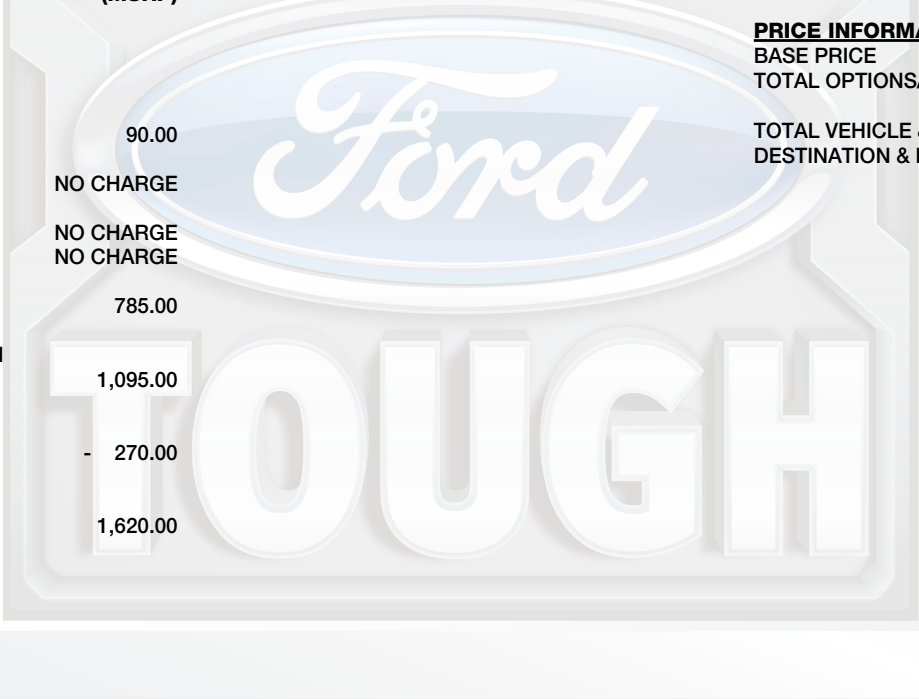 (MSRP)
90.00
NO CHARGE
NO CHARGE
NO CHARGE
785.00
1,095.00
- 270.00
1,620.00
PRICE INFORMA
BASE PRICE
TOTAL OPTIONS
TOTAL VEHICLE
DESTINATION &
Ford
TOUGH